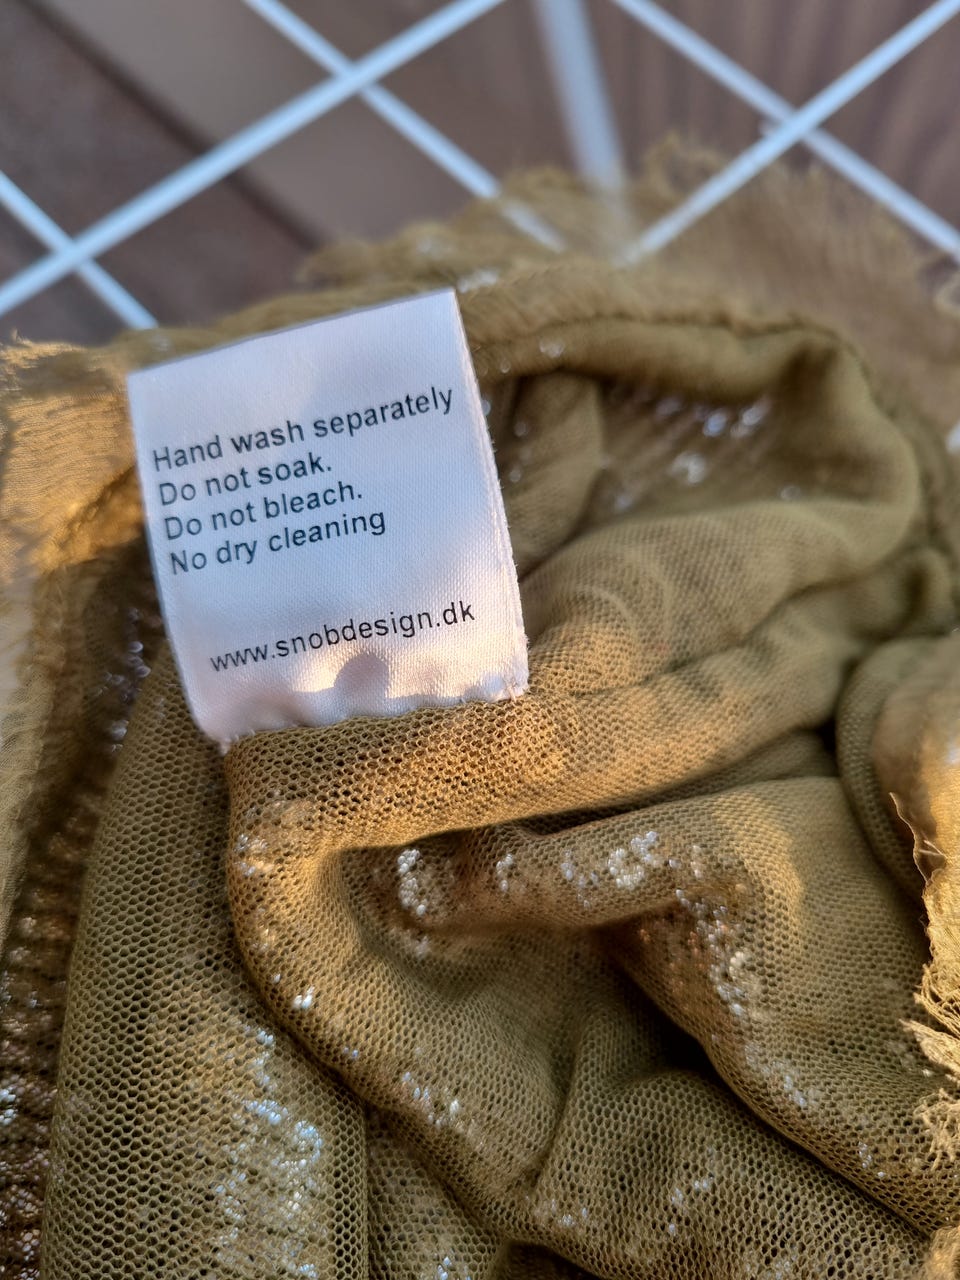 Hand wash separately
Do not soak.
Do not bleach.
No dry cleaning
www.snobdesign.dk